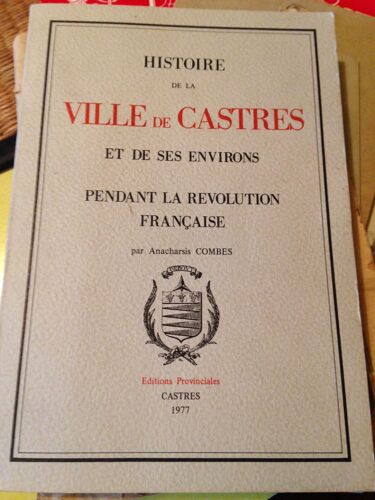 HISTOIRE
DE LA
VILLE DE CASTRES
ET DE SES ENVIRONS
PENDANT LA REVOLUTION
FRANÇAISE
par Anacharsis COMBES
DEBOUT
Editions Provinciales
CASTRES
1977